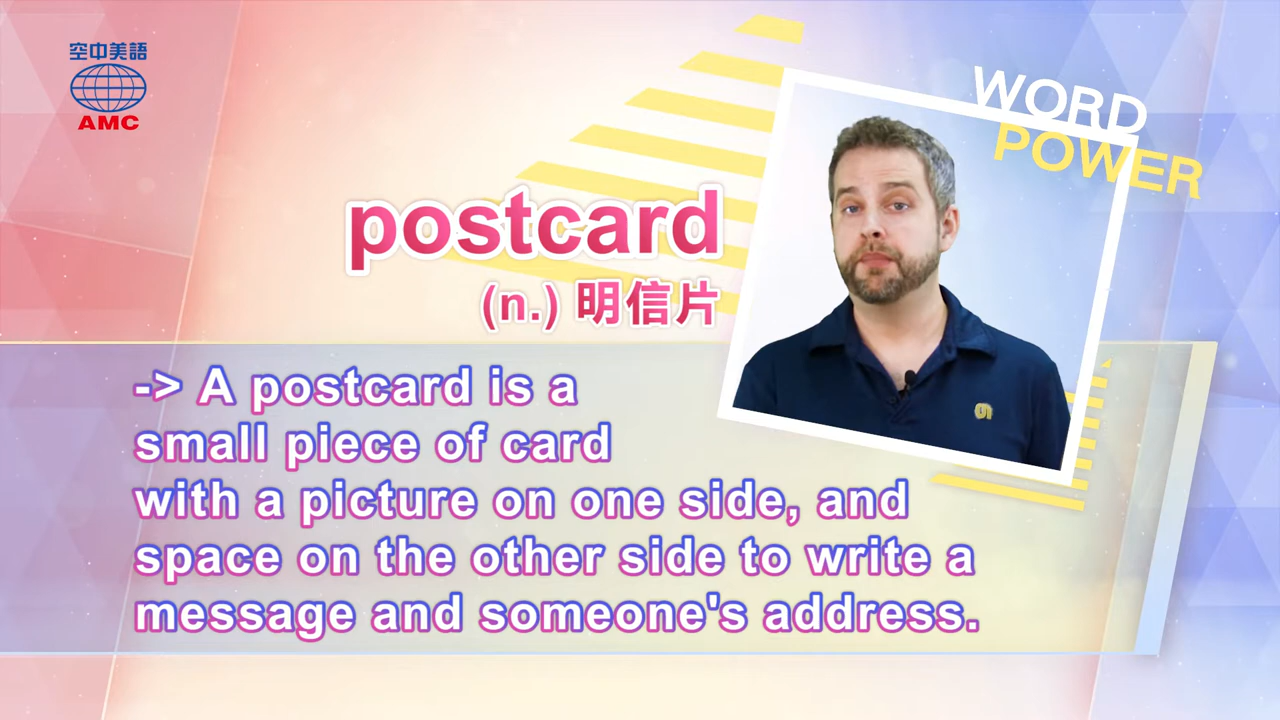 空中美語
AMC
WORD
POWER
postcard
(n.) 明信片
-> A postcard is a
small piece of card
with a picture on one side, and
space on the other side to write a
message and someone's address.